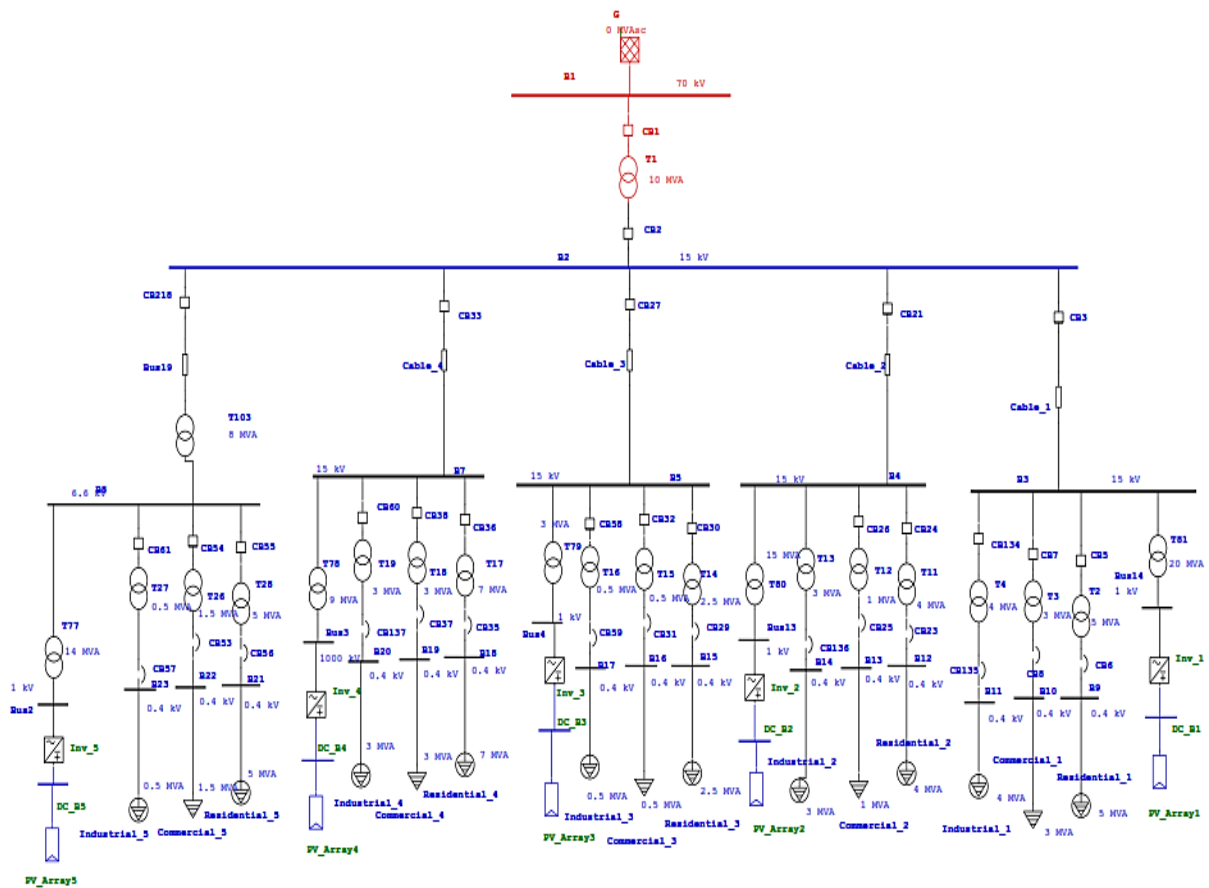 G
0 MVAsc
B1 70 kV
CB1
T1
10 MVA
CB2
B2 15 kV
CB218
CB33
CB27
CB21
CB3
Bus19
Cable_4
Cable_3
Cable_2
Cable_1
T103
8 MVA
15 kV B7
15 kV B5
15 kV B4
B3 15 kV
6.6 kV
CB61
CB54
CB55
CB60
CB38
CB36
3 MVA
CB58
CB32
CB30
CB26
CB24
CB134
CB7
CB5
T81
20 MVA
T27
0.5 MVA
T26
1.5 MVA
T28
5 MVA
T78
9 MVA
T19
3 MVA
T18
3 MVA
T17
7 MVA
T79
T16
0.5 MVA
T15
0.5 MVA
T14
2.5 MVA
15 MVA
T80
T13
3 MVA
T12
1 MVA
T11
4 MVA
T4
4 MVA
T3
3 MVA
T2
5 MVA
Bus14
1 kV
T77
14 MVA
CB57
CB53
CB56
Bus3
1000 kV
CB137
CB37
CB35
Bus4
1 kV
CB59
CB31
CB29
Bus13
1 kV
CB136
CB25
CB23
CB135
CB8
CB6
1 kV
Bus2
B23
0.4 kV
B22
0.4 kV
B21
0.4 kV
B20
0.4 kV
B19
0.4 kV
B18
0.4 kV
B17
0.4 kV
B16
0.4 kV
B15
0.4 kV
B14
0.4 kV
B13
0.4 kV
B12
0.4 kV
B11
0.4 kV
B10
0.4 kV
B9
0.4 kV
Inv_5
Inv_4
Inv_3
Inv_2
Inv_1
DC_B5
DC_B4
DC_B3
DC_B2
DC_B1
0.5 MVA
1.5 MVA
5 MVA
3 MVA
3 MVA
7 MVA
0.5 MVA
0.5 MVA
2.5 MVA
3 MVA
1 MVA
4 MVA
4 MVA
3 MVA
5 MVA
Industrial_5
Commercial_5
Residential_5
Industrial_4
Commercial_4
Residential_4
Industrial_3
Commercial_3
Residential_3
Industrial_2
Commercial_2
Residential_2
Industrial_1
Commercial_1
Residential_1
PV_Array5
PV_Array4
PV_Array3
PV_Array2
PV_Array1